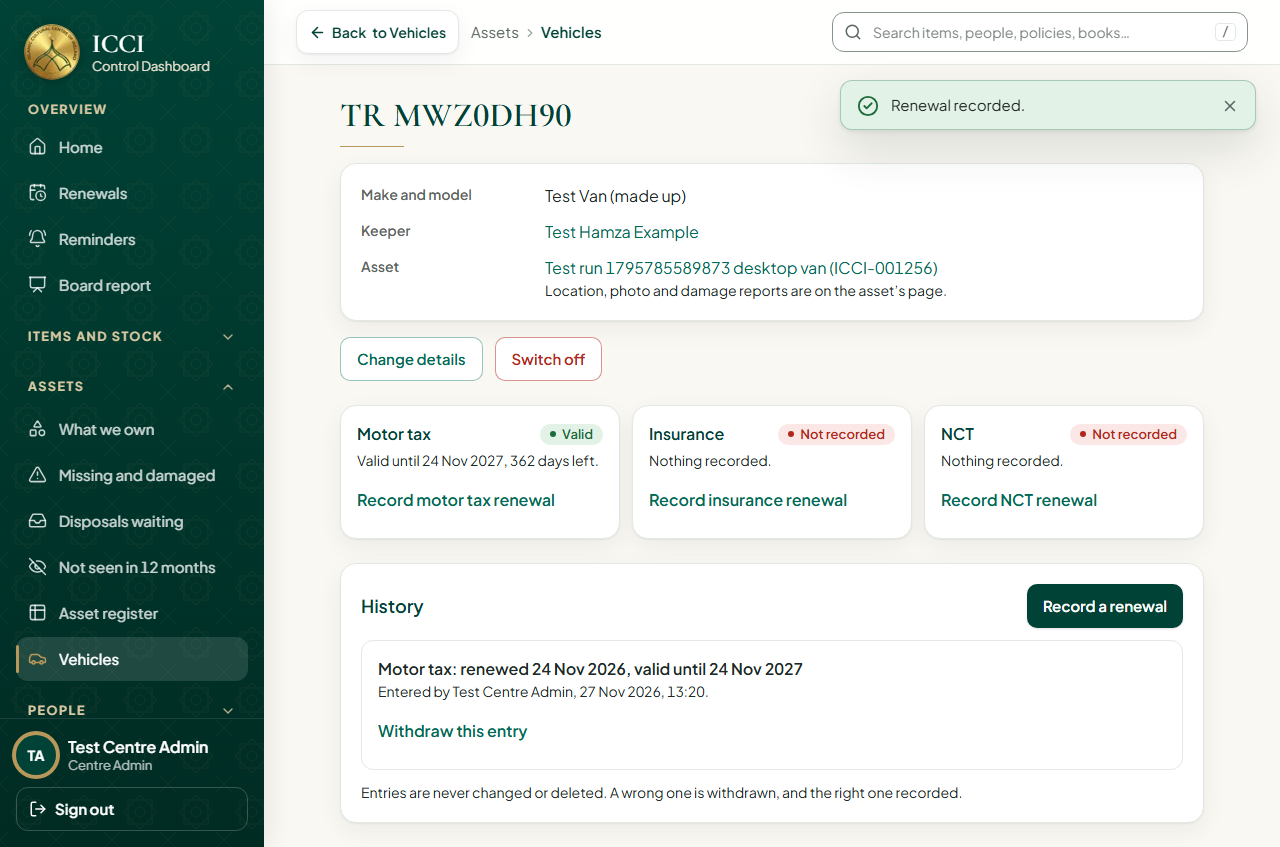 ICCI
Control Dashboard
OVERVIEW
Home
Renewals
Reminders
Board report
ITEMS AND STOCK
ASSETS
What we own
Missing and damaged
Disposals waiting
Not seen in 12 months
Asset register
Vehicles
PEOPLE
TA
Test Centre Admin
Centre Admin
Sign out
Back to Vehicles
Assets
Vehicles
Search items, people, policies, books…
/
Renewal recorded.
TR MWZ0DH90
Make and model
Test Van (made up)
Keeper
Test Hamza Example
Asset
Test run 1795785589873 desktop van (ICCI-001256)
Location, photo and damage reports are on the asset’s page.
Change details
Switch off
Motor tax
Valid
Valid until 24 Nov 2027, 362 days left.
Record motor tax renewal
Insurance
Not recorded
Nothing recorded.
Record insurance renewal
NCT
Not recorded
Nothing recorded.
Record NCT renewal
History
Record a renewal
Motor tax: renewed 24 Nov 2026, valid until 24 Nov 2027
Entered by Test Centre Admin, 27 Nov 2026, 13:20.
Withdraw this entry
Entries are never changed or deleted. A wrong one is withdrawn, and the right one recorded.